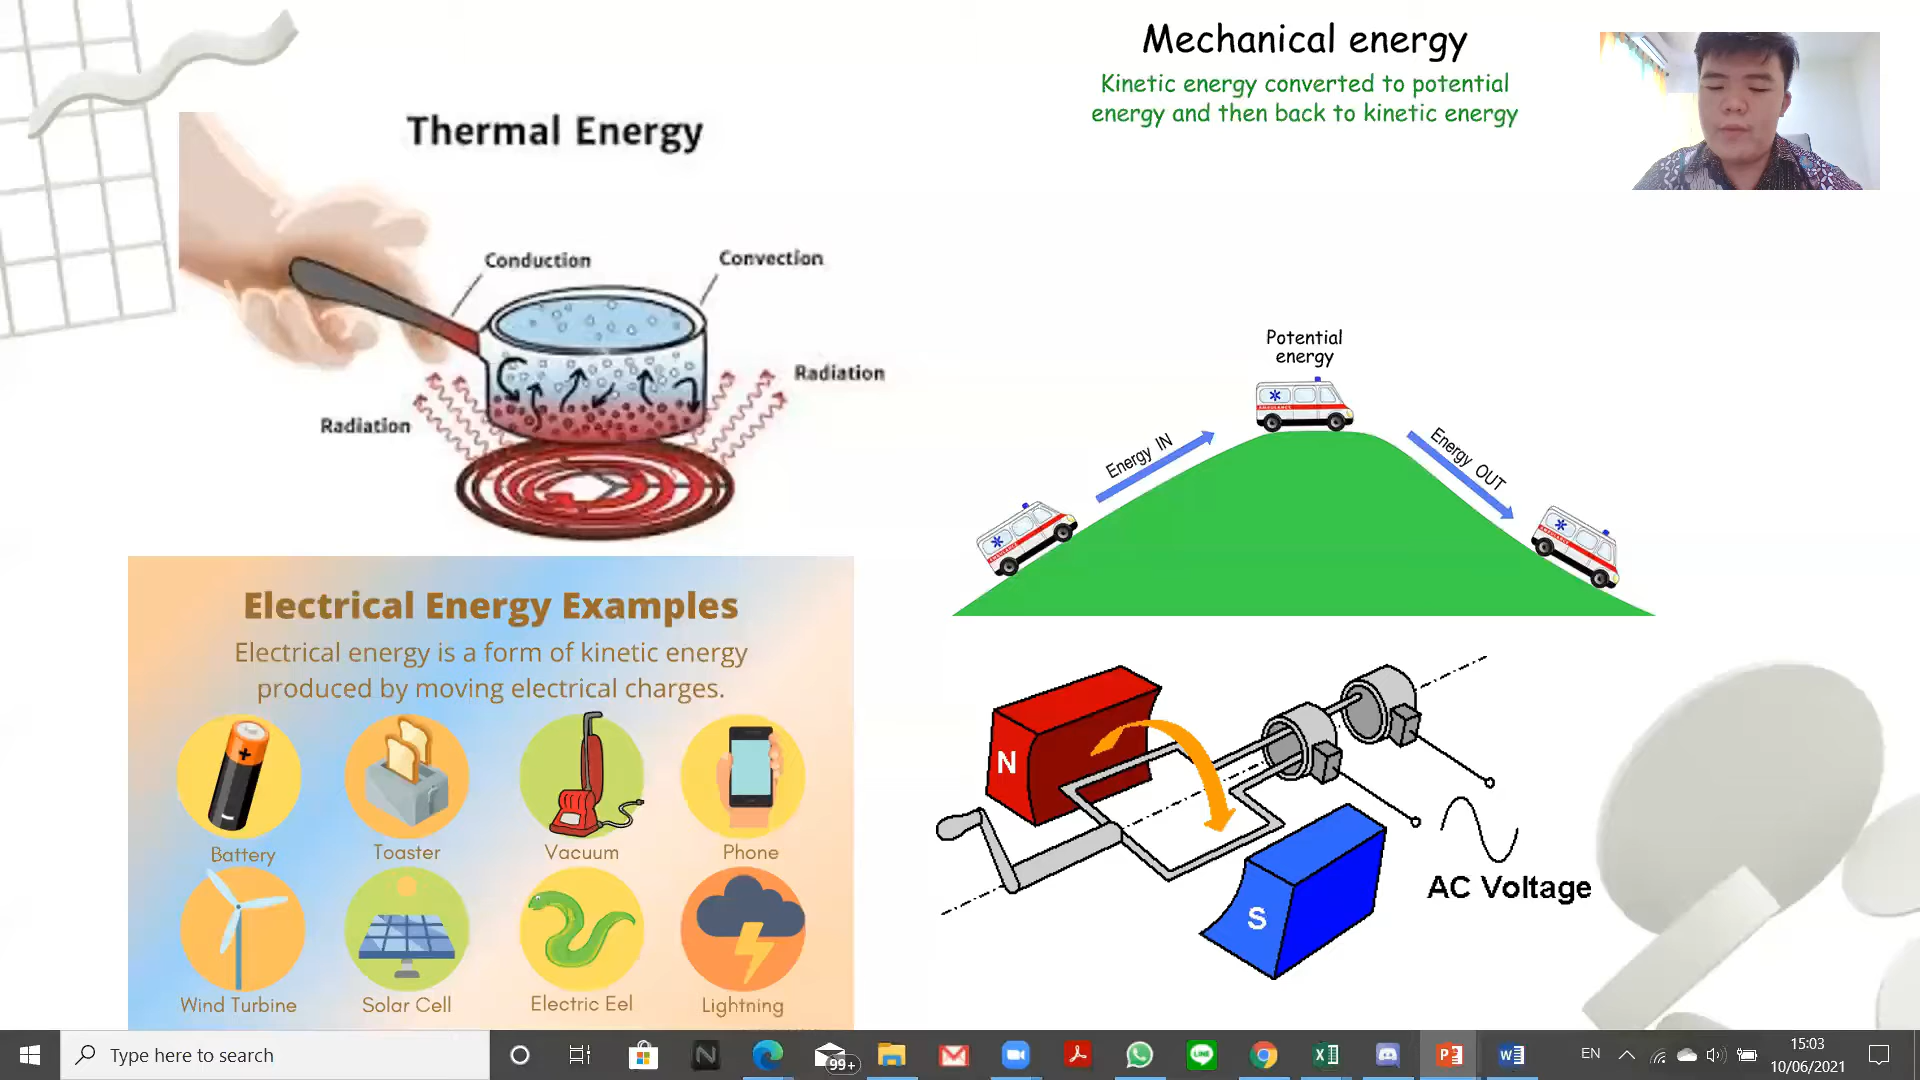 Mechanical energy
Kinetic energy converted to potential
energy and then back to kinetic energy
Thermal Energy
Conduction
Convection
Radiation
Radiation
Potential
energy
Energy IN
Energy OUT
AMBULANCE
Electrical Energy Examples
Electrical energy is a form of kinetic energy
produced by moving electrical charges.
Battery
Toaster
Vacuum
Phone
Wind Turbine
Solar Cell
Electric Eel
Lightning
N
S
AC Voltage
Type here to search
99+
EN
15:03
10/06/2021